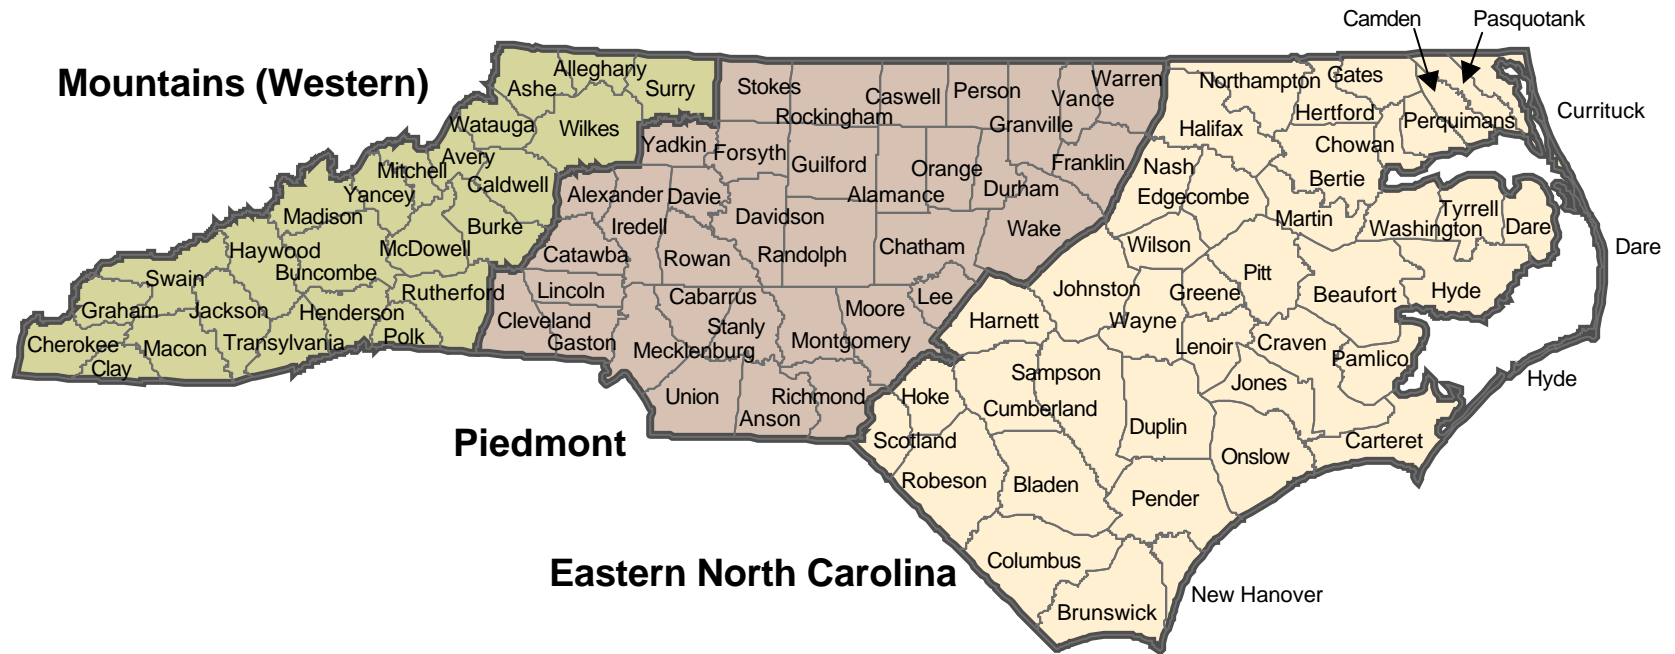 Camden
Pasquotank
Mountains (Western)
Alleghany
Ashe
Surry
Stokes
Caswell
Person
Warren
Vance
Northampton
Gates
Currituck
Watauga
Wilkes
Rockingham
Granville
Hertford
Perquimans
Halifax
Chowan
Avery
Mitchell
Yadkin
Forsyth
Guilford
Orange
Franklin
Nash
Yancey
Caldwell
Alexander
Davie
Alamance
Durham
Edgecombe
Bertie
Madison
Burke
Iredell
Davidson
Wake
Martin
Tyrrell
Washington
Dare
Haywood
McDowell
Catawba
Rowan
Randolph
Chatham
Wilson
Dare
Swain
Buncombe
Rutherford
Lincoln
Cabarrus
Lee
Johnston
Greene
Pitt
Beaufort
Hyde
Graham
Jackson
Henderson
Cleveland
Stanly
Moore
Harnett
Wayne
Cherokee
Macon
Transylvania
Polk
Gaston
Mecklenburg
Montgomery
Lenoir
Craven
Pamlico
Clay
Hyde
Union
Richmond
Hoke
Sampson
Jones
Anson
Cumberland
Piedmont
Scotland
Duplin
Onslow
Carteret
Robeson
Bladen
Pender
Columbus
Eastern North Carolina
New Hanover
Brunswick